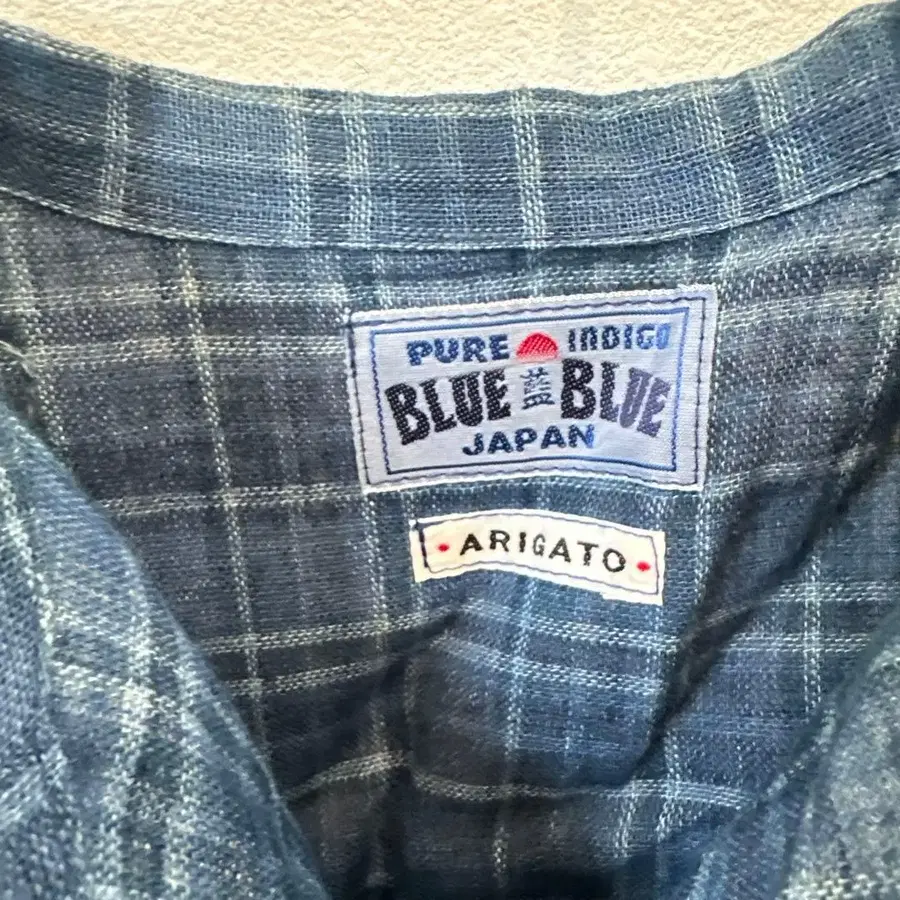 PURE INDIGO
BLUE 藍 BLUE
JAPAN
• ARIGATO •